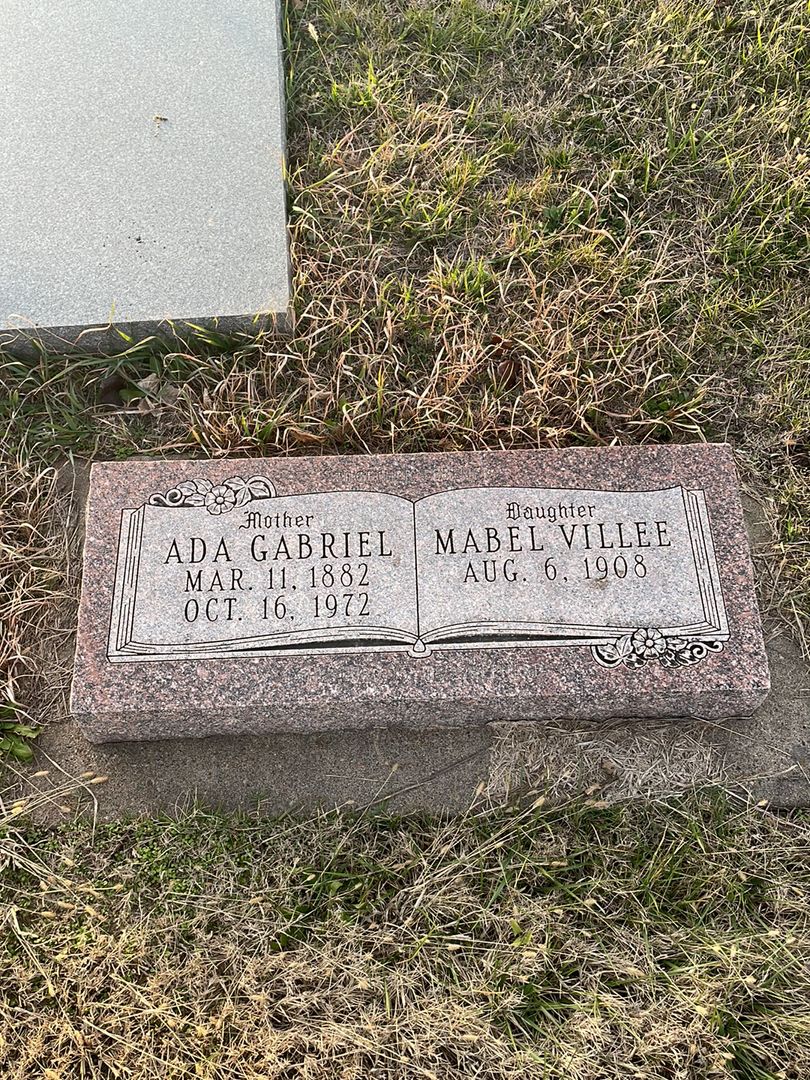 Mother
ADA GABRIEL
MAR. 11, 1882
OCT. 16, 1972
Daughter
MABEL VILLEE
AUG. 6, 1908